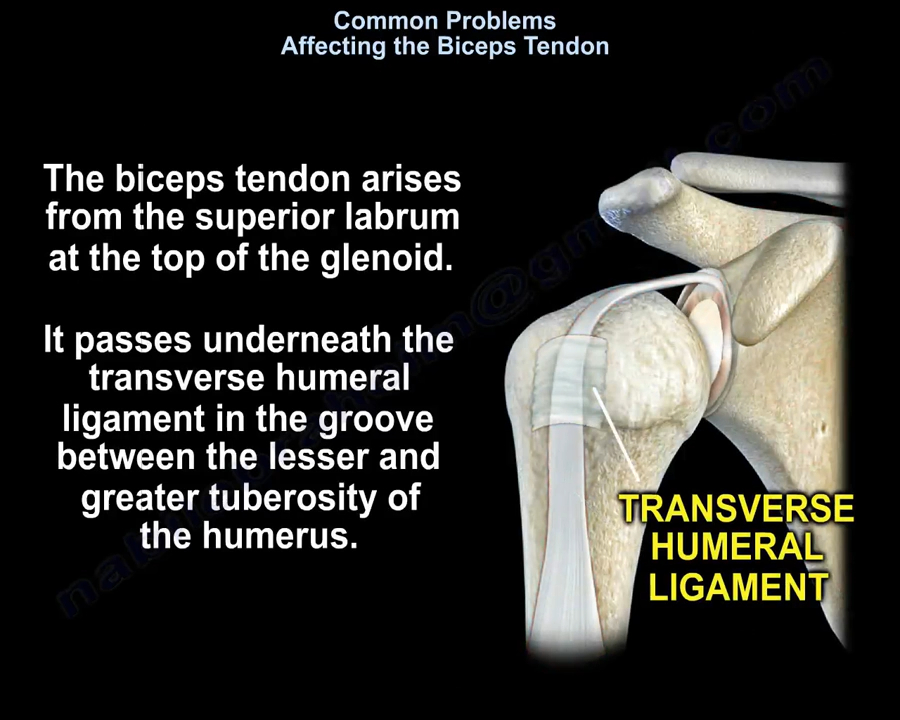 Common Problems
Affecting the Biceps Tendon
The biceps tendon arises
from the superior labrum
at the top of the glenoid.
It passes underneath the
transverse humeral
ligament in the groove
between the lesser and
greater tuberosity of
the humerus.
TRANSVERSE
HUMERAL
LIGAMENT